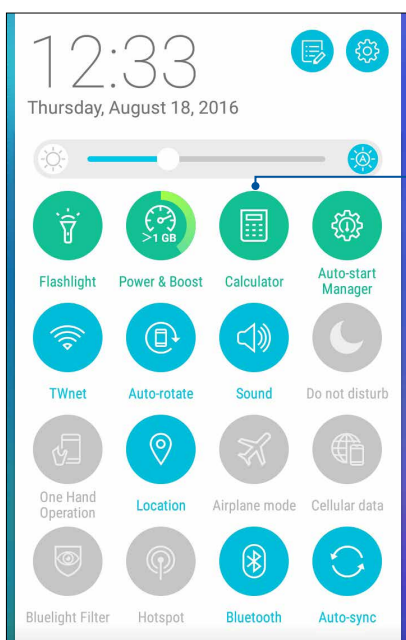 12:33
Thursday, August 18, 2016
A
>1 GB
Flashlight
Power & Boost
Calculator
Auto-start
Manager
TWnet
Auto-rotate
Sound
Do not disturb
One Hand
Operation
Location
Airplane mode
Cellular data
Bluelight Filter
Hotspot
Bluetooth
Auto-sync